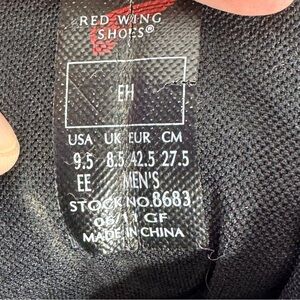 RED WING
SHOES®
EH
USA UK EUR CM
9.5 8.5 42.5 27.5
EE MEN'S
STOCK NO.8683
06/11 GF
MADE IN CHINA